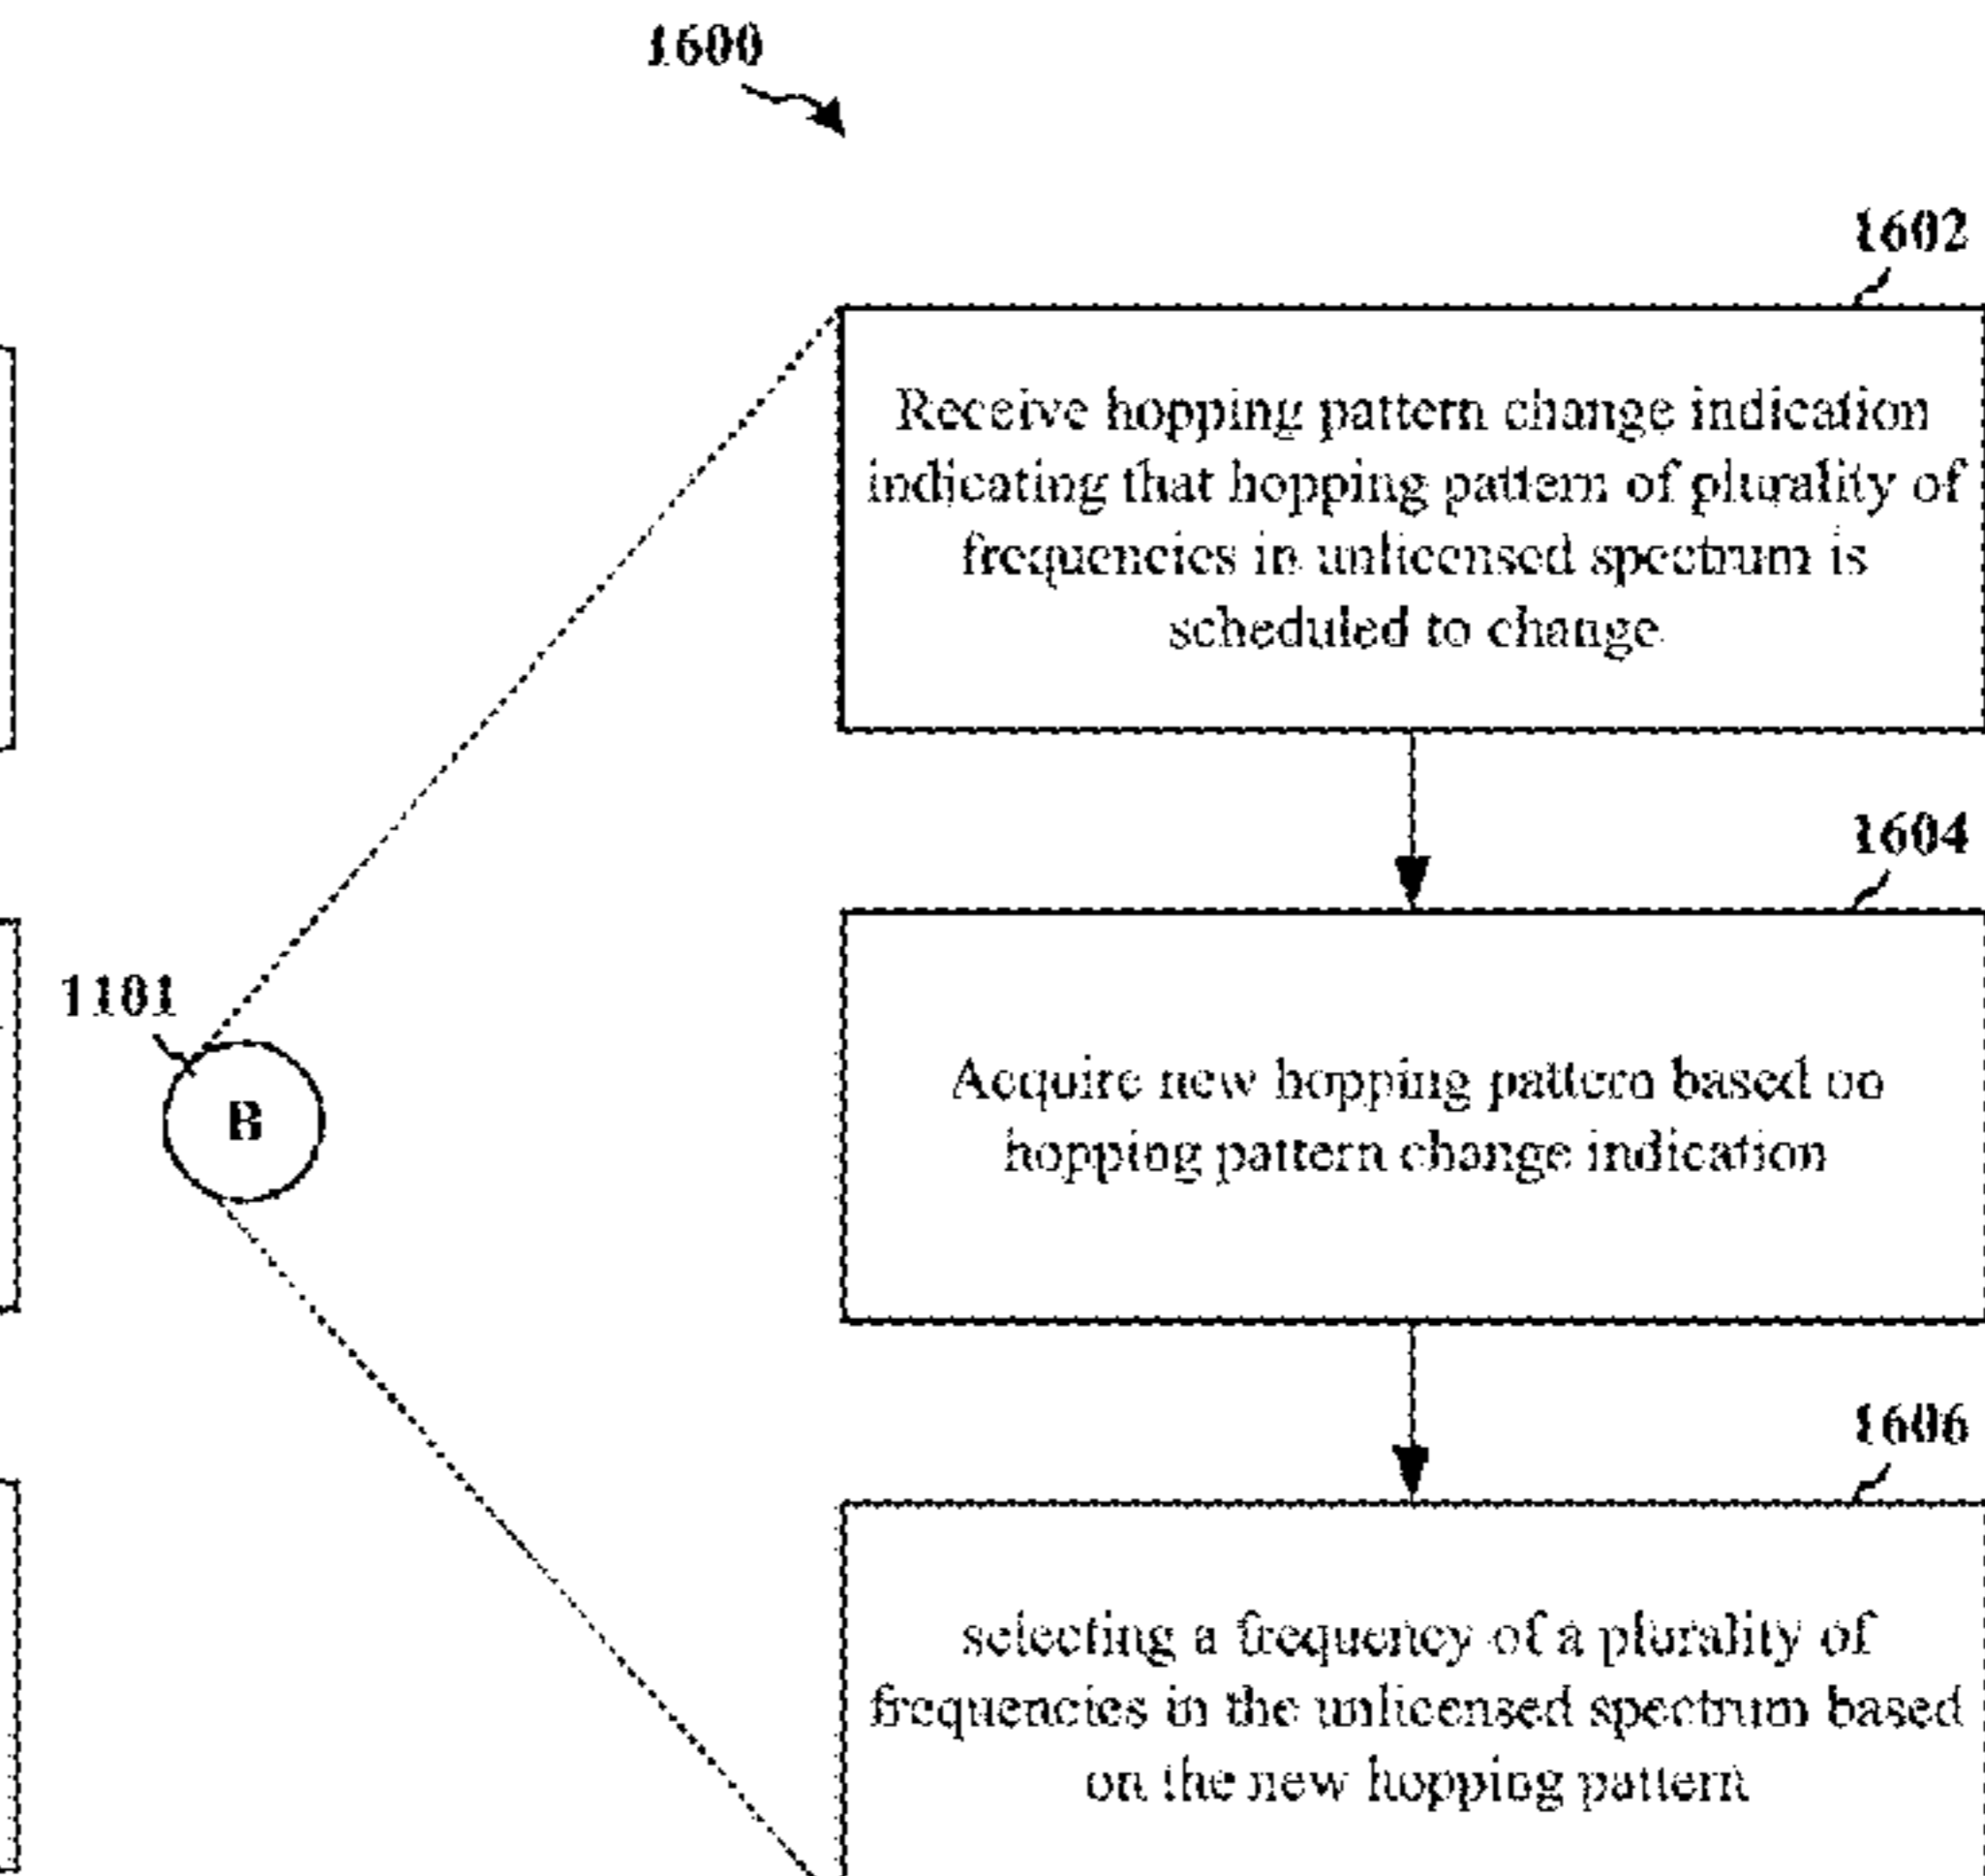 1600
1602
Receive hopping pattern change indication
indicating that hopping pattern of plurality of
frequencies in unlicensed spectrum is
scheduled to change
1604
1101
B
Acquire new hopping pattern based on
hopping pattern change indication
1606
selecting a frequency of a plurality of
frequencies in the unlicensed spectrum based
on the new hopping pattern